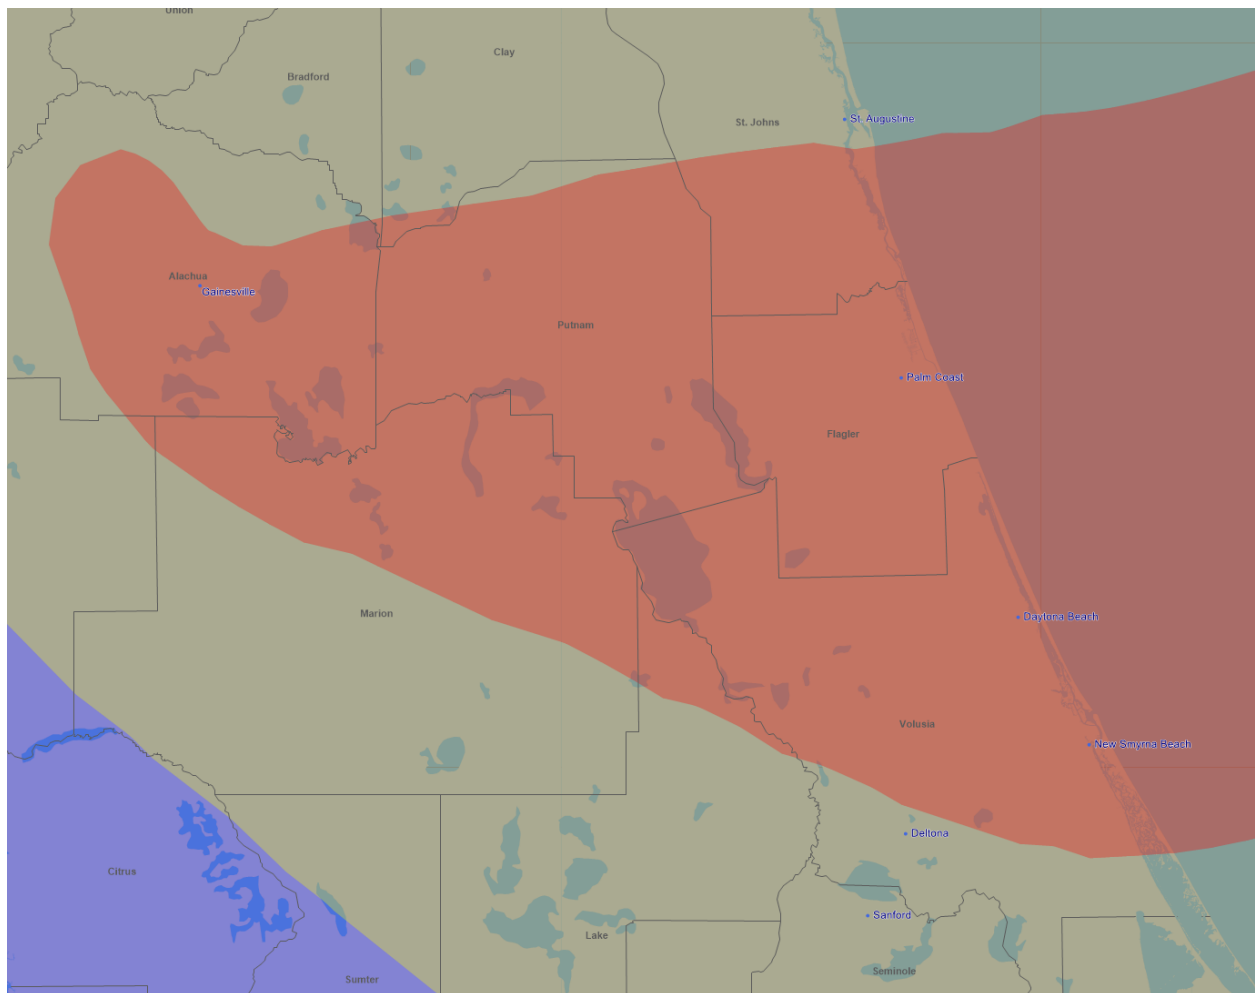 Union
Clay
Bradford
St. Johns
St. Augustine
Alachua
Gainesville
Putnam
Palm Coast
Flagler
Marion
Daytona Beach
Volusia
New Smyrna Beach
Deltona
Citrus
Sanford
Lake
Seminole
Sumter